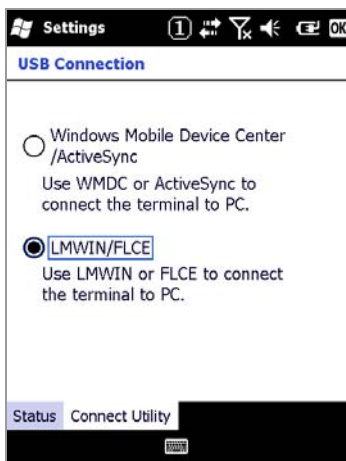 Settings
1
OK
USB Connection
Windows Mobile Device Center
/ActiveSync
Use WMDC or ActiveSync to
connect the terminal to PC.
LMWIN/FLCE
Use LMWIN or FLCE to connect
the terminal to PC.
Status Connect Utility